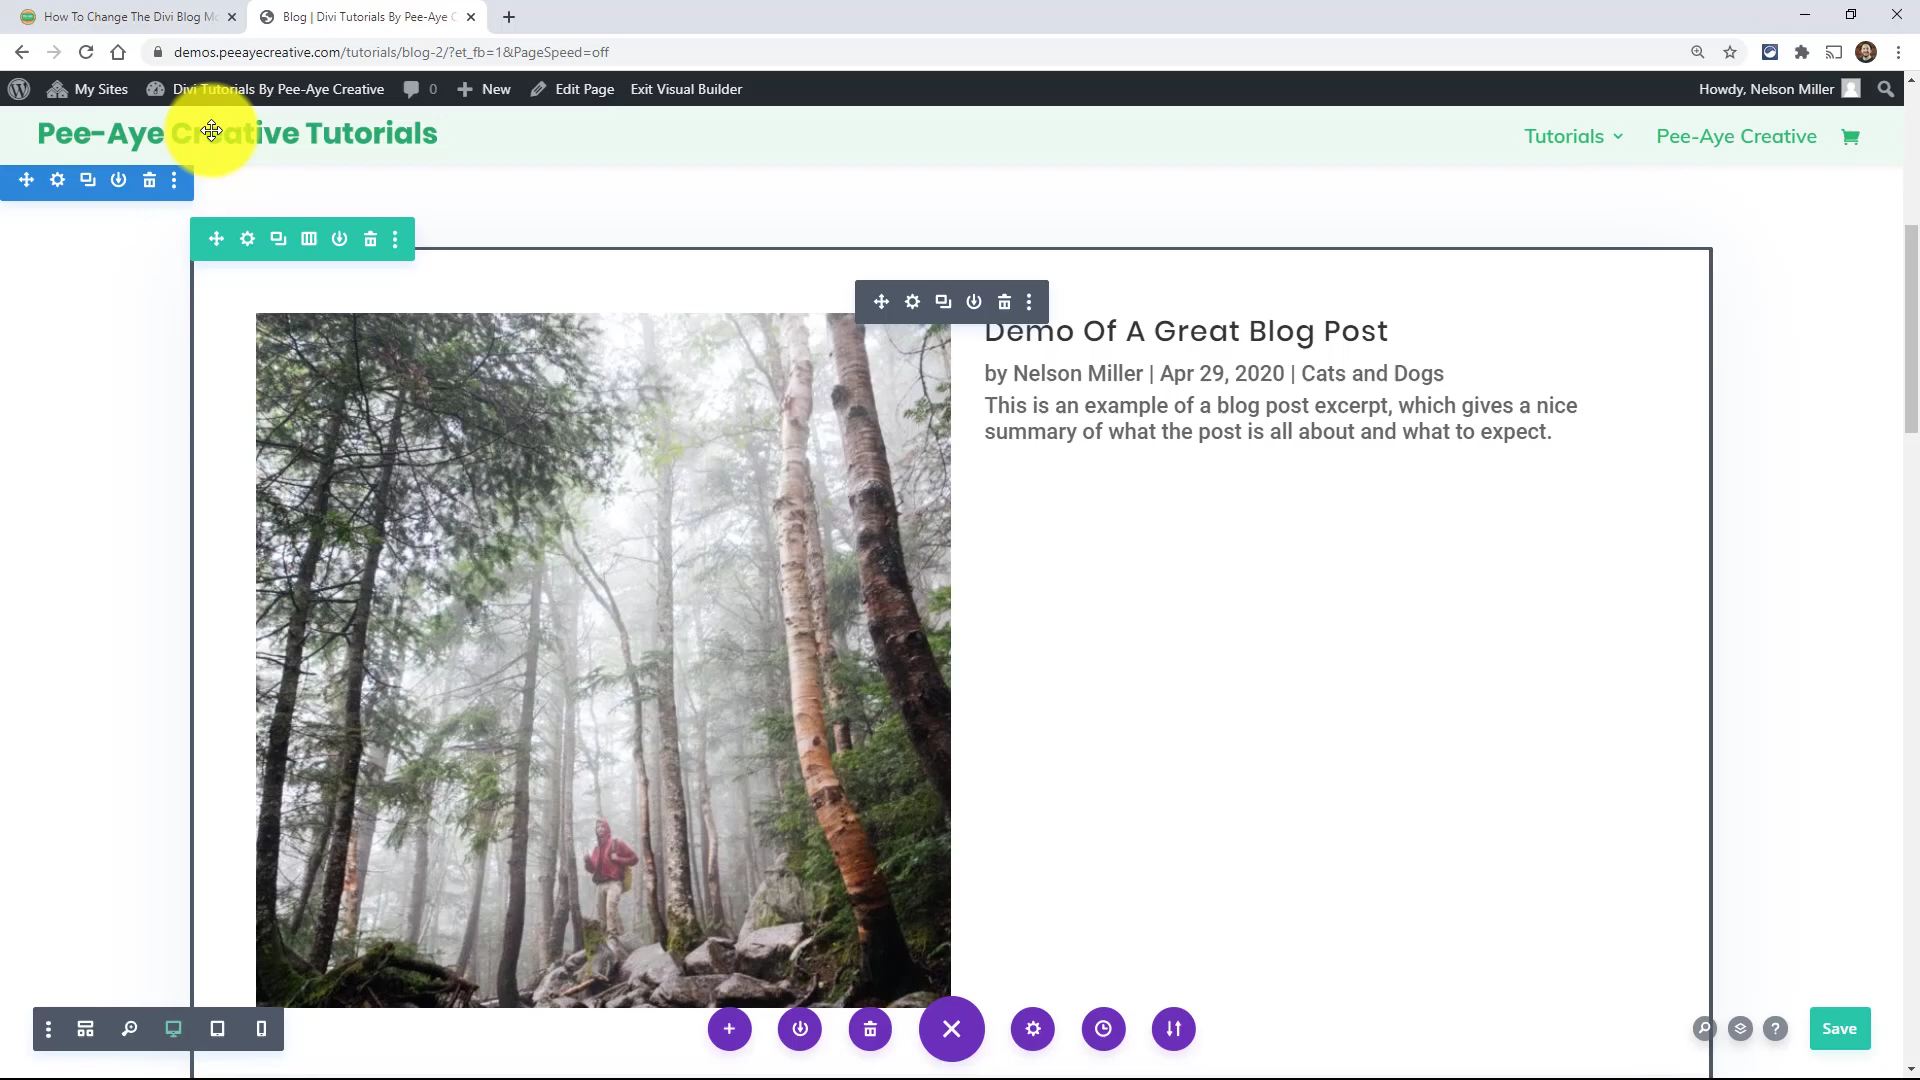 How To Change The Divi Blog Mo
Blog | Divi Tutorials By Pee-Aye C
demos.peeayecreative.com/tutorials/blog-2/?et_fb=1&PageSpeed=off
My Sites
Divi Tutorials By Pee-Aye Creative
0
New
Edit Page
Exit Visual Builder
Howdy, Nelson Miller
Pee-Aye Creative Tutorials
Tutorials
Pee-Aye Creative
Demo Of A Great Blog Post
by Nelson Miller | Apr 29, 2020 | Cats and Dogs
This is an example of a blog post excerpt, which gives a nice
summary of what the post is all about and what to expect.
Save